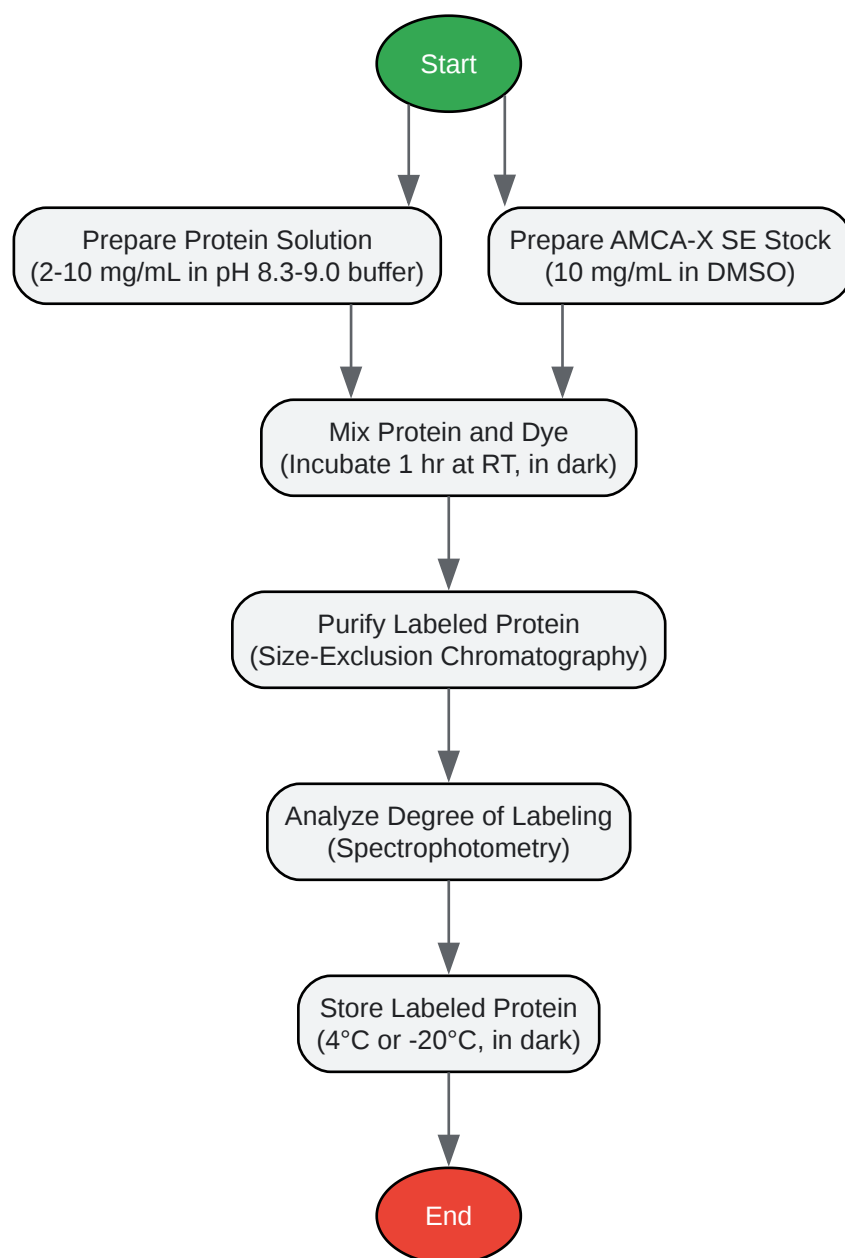 Start
Prepare Protein Solution
(2-10 mg/mL in pH 8.3-9.0 buffer)
Prepare AMCA-X SE Stock
(10 mg/mL in DMSO)
Mix Protein and Dye
(Incubate 1 hr at RT, in dark)
Purify Labeled Protein
(Size-Exclusion Chromatography)
Analyze Degree of Labeling
(Spectrophotometry)
Store Labeled Protein
(4°C or -20°C, in dark)
End